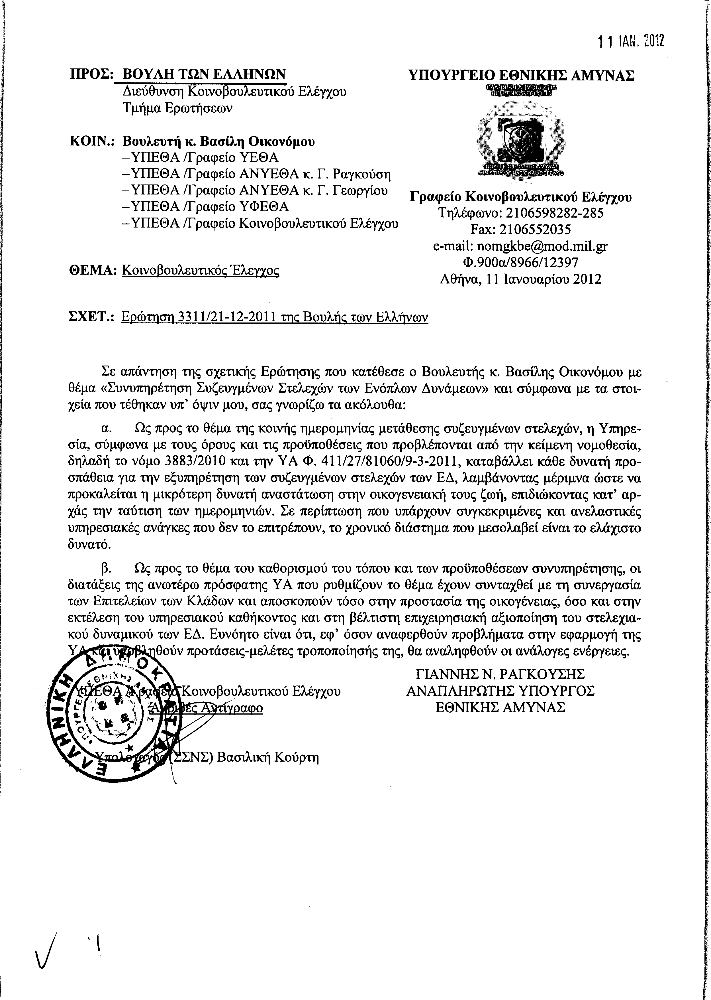 11 ΙΑΝ. 2012
ΠΡΟΣ: ΒΟΥΛΗ ΤΩΝ ΕΛΛΗΝΩΝ
Διεύθυνση Κοινοβουλευτικού Ελέγχου
Τμήμα Ερωτήσεων
ΚΟΙΝ.: Βουλευτή κ. Βασίλη Οικονόμου
–ΥΠΕΘΑ /Γραφείο ΥΕΘΑ
–ΥΠΕΘΑ /Γραφείο ΑΝΥΕΘΑ κ. Γ. Ραγκούση
–ΥΠΕΘΑ /Γραφείο ΑΝΥΕΘΑ κ. Γ. Γεωργίου
–ΥΠΕΘΑ /Γραφείο ΥΦΕΘΑ
–ΥΠΕΘΑ /Γραφείο Κοινοβουλευτικού Ελέγχου
ΘΕΜΑ: Κοινοβουλευτικός Έλεγχος
ΥΠΟΥΡΓΕΙΟ ΕΘΝΙΚΗΣ ΑΜΥΝΑΣ
ΕΛΛΗΝΙΚΗ ΔΗΜΟΚΡΑΤΙΑ
HELLENIC REPUBLIC
ΥΠΟΥΡΓΕΙΟ ΕΘΝΙΚΗΣ ΑΜΥΝΑΣ
MINISTRY OF NATIONAL DEFENCE
Γραφείο Κοινοβουλευτικού Ελέγχου
Τηλέφωνο: 2106598282-285
Fax: 2106552035
e-mail: nomgkbe@mod.mil.gr
Φ.900α/8966/12397
Αθήνα, 11 Ιανουαρίου 2012
ΣΧΕΤ.: Ερώτηση 3311/21-12-2011 της Βουλής των Ελλήνων
Σε απάντηση της σχετικής Ερώτησης που κατέθεσε ο Βουλευτής κ. Βασίλης Οικονόμου με
θέμα «Συνυπηρέτηση Συζευγμένων Στελεχών των Ενόπλων Δυνάμεων» και σύμφωνα με τα στοι-
χεία που τέθηκαν υπ’ όψιν μου, σας γνωρίζω τα ακόλουθα:
α. Ως προς το θέμα της κοινής ημερομηνίας μετάθεσης συζευγμένων στελεχών, η Υπηρε-
σία, σύμφωνα με τους όρους και τις προϋποθέσεις που προβλέπονται από την κείμενη νομοθεσία,
δηλαδή το νόμο 3883/2010 και την ΥΑ Φ. 411/27/81060/9-3-2011, καταβάλλει κάθε δυνατή προ-
σπάθεια για την εξυπηρέτηση των συζευγμένων στελεχών των ΕΔ, λαμβάνοντας μέριμνα ώστε να
προκαλείται η μικρότερη δυνατή αναστάτωση στην οικογενειακή τους ζωή, επιδιώκοντας κατ’ αρ-
χάς την ταύτιση των ημερομηνιών. Σε περίπτωση που υπάρχουν συγκεκριμένες και ανελαστικές
υπηρεσιακές ανάγκες που δεν το επιτρέπουν, το χρονικό διάστημα που μεσολαβεί είναι το ελάχιστο
δυνατό.
β. Ως προς το θέμα του καθορισμού του τόπου και των προϋποθέσεων συνυπηρέτησης, οι
διατάξεις της ανωτέρω πρόσφατης ΥΑ που ρυθμίζουν το θέμα έχουν συνταχθεί με τη συνεργασία
των Επιτελείων των Κλάδων και αποσκοπούν τόσο στην προστασία της οικογένειας, όσο και στην
εκτέλεση του υπηρεσιακού καθήκοντος και στη βέλτιστη επιχειρησιακή αξιοποίηση του στελεχια-
κού δυναμικού των ΕΔ. Ευνόητο είναι ότι, εφ’ όσον αναφερθούν προβλήματα στην εφαρμογή της
ΥΑ και υποβληθούν προτάσεις-μελέτες τροποποίησής της, θα αναληφθούν οι ανάλογες ενέργειες.
ΓΙΑΝΝΗΣ Ν. ΡΑΓΚΟΥΣΗΣ
ΑΝΑΠΛΗΡΩΤΗΣ ΥΠΟΥΡΓΟΣ
ΕΘΝΙΚΗΣ ΑΜΥΝΑΣ
ΥΠΕΘΑ /Γραφείο Κοινοβουλευτικού Ελέγχου
Ακριβές Αντίγραφο
Υπολοχαγός (ΣΣΝΣ) Βασιλική Κούρτη
ΕΛΛΗΝΙΚΗ ΔΗΜΟΚΡΑΤΙΑ
ΥΠΟΥΡΓΕΙΟ ΕΘΝΙΚΗΣ ΑΜΥΝΑΣ